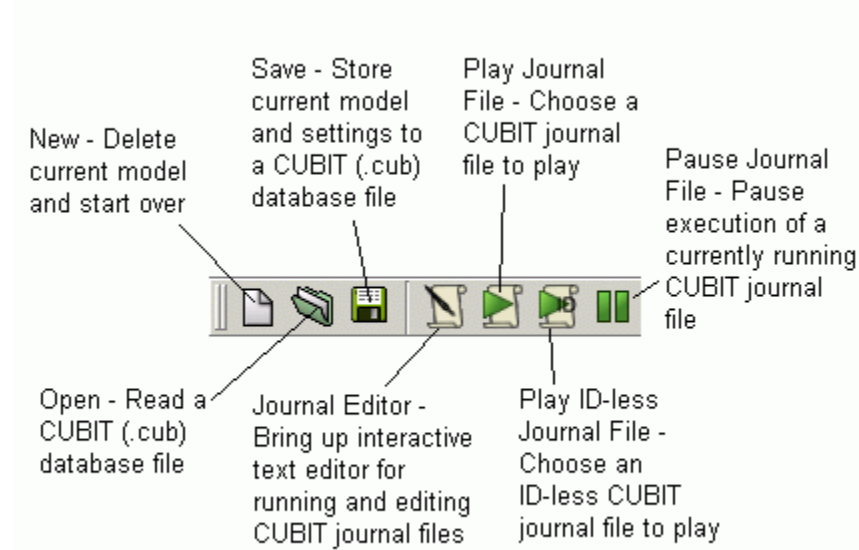 Save - Store
current model
and settings to
a CUBIT (.cub)
database file
Play Journal
File - Choose a
CUBIT journal
file to play
New - Delete
current model
and start over
Pause Journal
File - Pause
execution of a
currently running
CUBIT journal
file
Open - Read a
CUBIT (.cub)
database file
Journal Editor -
Bring up interactive
text editor for
running and editing
CUBIT journal files
Play ID-less
Journal File -
Choose an
ID-less CUBIT
journal file to play